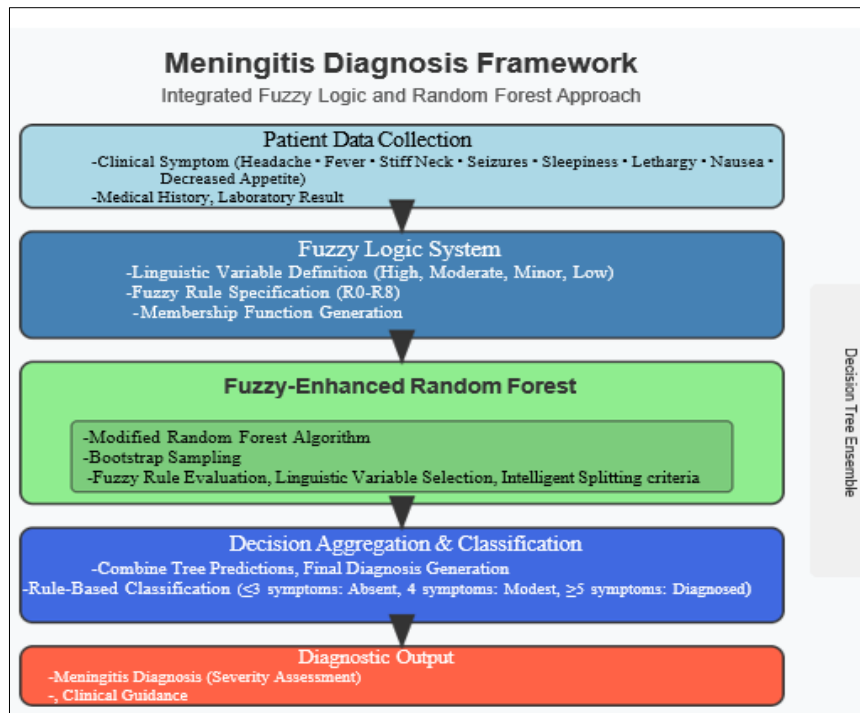 Meningitis Diagnosis Framework
Integrated Fuzzy Logic and Random Forest Approach
Patient Data Collection
-Clinical Symptom (Headache • Fever • Stiff Neck • Seizures • Sleepiness • Lethargy • Nausea •
Decreased Appetite)
-Medical History, Laboratory Result
Fuzzy Logic System
-Linguistic Variable Definition (High, Moderate, Minor, Low)
-Fuzzy Rule Specification (R0-R8)
-Membership Function Generation
Fuzzy-Enhanced Random Forest
-Modified Random Forest Algorithm
-Bootstrap Sampling
-Fuzzy Rule Evaluation, Linguistic Variable Selection, Intelligent Splitting criteria
Decision Aggregation & Classification
-Combine Tree Predictions, Final Diagnosis Generation
-Rule-Based Classification (≤3 symptoms: Absent, 4 symptoms: Modest, ≥5 symptoms: Diagnosed)
Diagnostic Output
-Meningitis Diagnosis (Severity Assessment)
-, Clinical Guidance
Decision Tree Ensemble